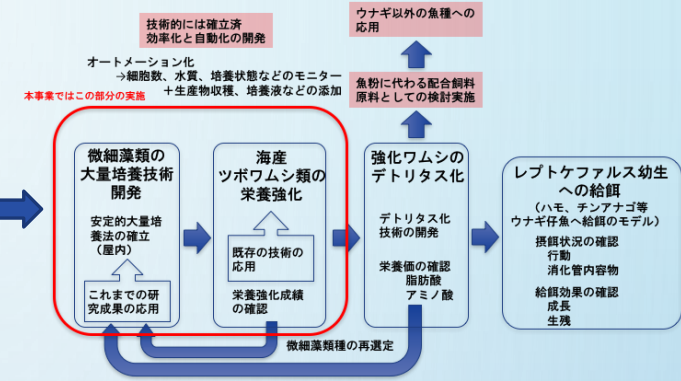 技術的には確立済
効率化と自動化の開発
ウナギ以外の魚種への
応用
オートメーション化
→細胞数、水質、培養状態などのモニター
＋生産物収穫、培養液などの添加
本事業ではこの部分の実施
魚粉に代わる配合飼料
原料としての検討実施
微細藻類の
大量培養技術
開発
安定的大量培
養法の確立
（屋内）
これまでの研
究成果の応用
海産
ツボワムシ類の
栄養強化
既存の技術の
応用
栄養強化成績
の確認
強化ワムシの
デトリタス化
デトリタス化
技術の開発
栄養価の確認
脂肪酸
アミノ酸
レプトケファルス幼生
への給餌
（ハモ、チンアナゴ等
ウナギ仔魚へ給餌のモデル）
摂餌状況の確認
行動
消化管内容物
給餌効果の確認
成長
生残
微細藻類種の再選定